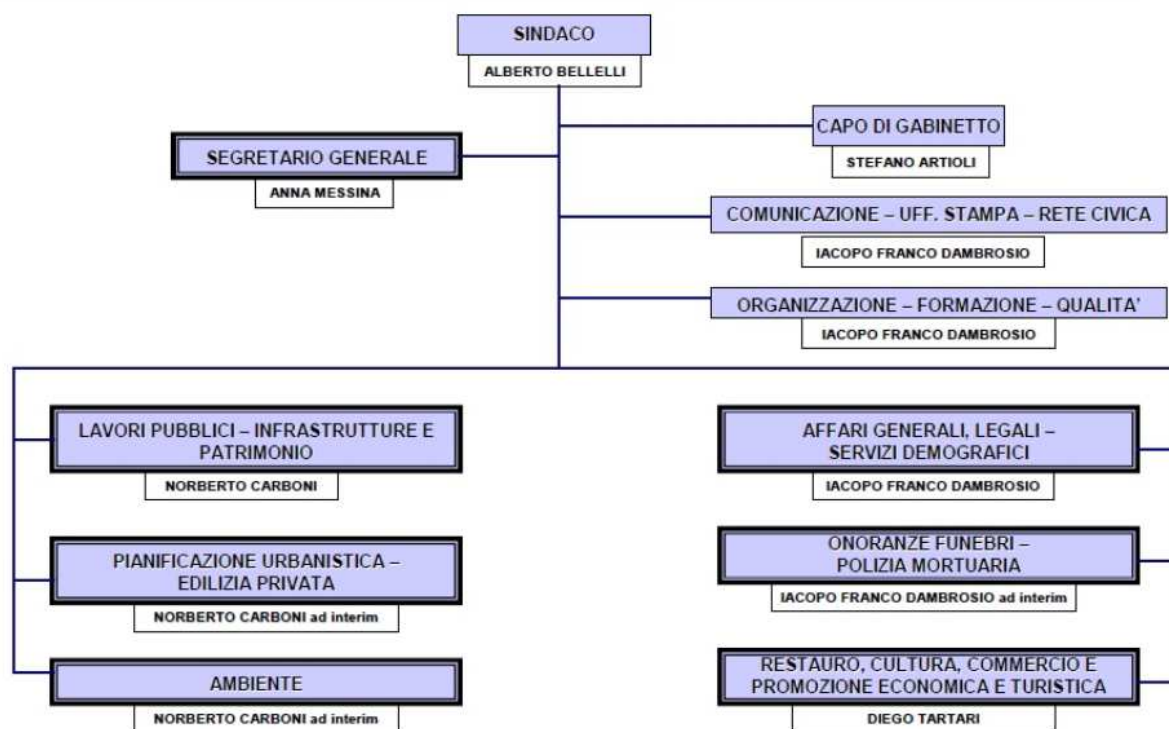 SINDACO
ALBERTO BELLELLI
CAPO DI GABINETTO
STEFANO ARTIOLI
SEGRETARIO GENERALE
ANNA MESSINA
COMUNICAZIONE – UFF. STAMPA – RETE CIVICA
IACOPO FRANCO DAMBROSIO
ORGANIZZAZIONE – FORMAZIONE – QUALITA'
IACOPO FRANCO DAMBROSIO
LAVORI PUBBLICI – INFRASTRUTTURE E
PATRIMONIO
NORBERTO CARBONI
PIANIFICAZIONE URBANISTICA –
EDILIZIA PRIVATA
NORBERTO CARBONI ad interim
AMBIENTE
NORBERTO CARBONI ad interim
AFFARI GENERALI, LEGALI –
SERVIZI DEMOGRAFICI
IACOPO FRANCO DAMBROSIO
ONORANZE FUNEBRI –
POLIZIA MORTUARIA
IACOPO FRANCO DAMBROSIO ad interim
RESTAURO, CULTURA, COMMERCIO E
PROMOZIONE ECONOMICA E TURISTICA
DIEGO TARTARI